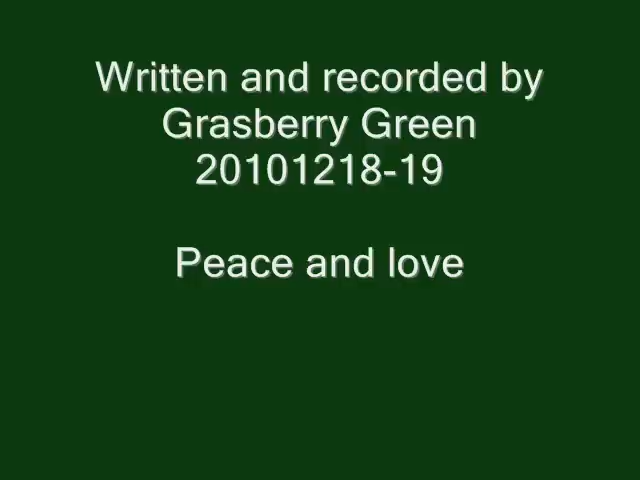 Written and recorded by
Grasberry Green
20101218-19
Peace and love